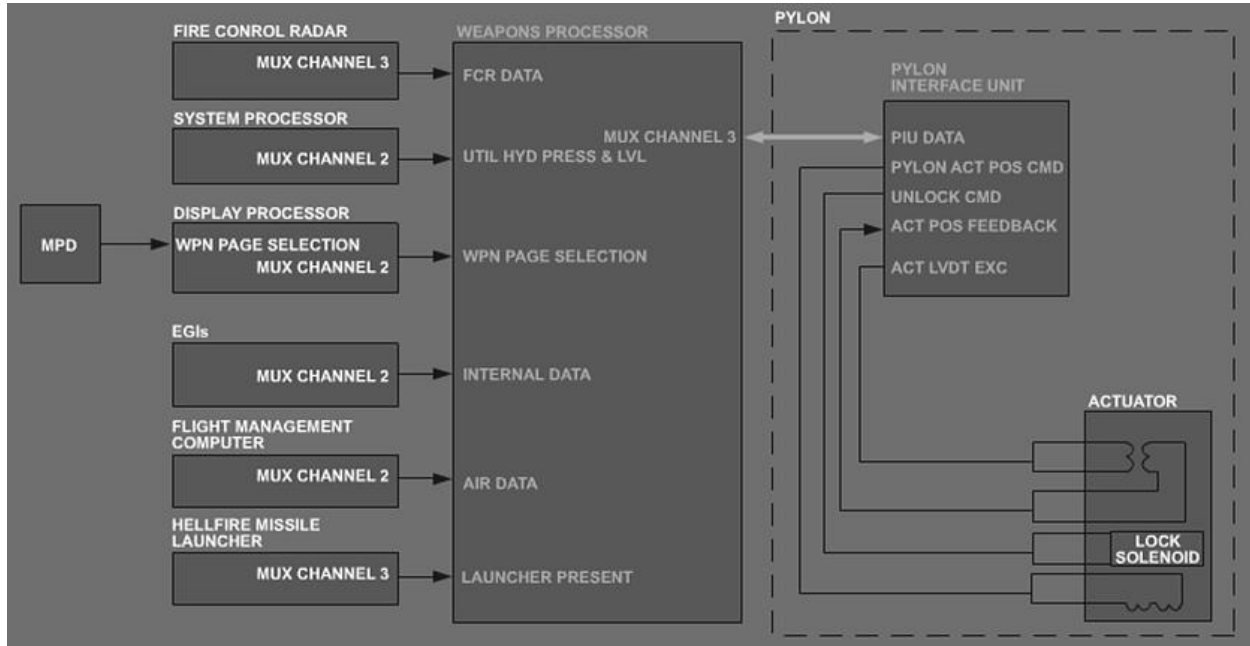 FIRE CONROL RADAR
MUX CHANNEL 3
SYSTEM PROCESSOR
MUX CHANNEL 2
MPD
DISPLAY PROCESSOR
WPN PAGE SELECTION
MUX CHANNEL 2
EGIs
MUX CHANNEL 2
FLIGHT MANAGEMENT
COMPUTER
MUX CHANNEL 2
HELLFIRE MISSILE
LAUNCHER
MUX CHANNEL 3
WEAPONS PROCESSOR
FCR DATA
MUX CHANNEL 3
UTIL HYD PRESS & LVL
WPN PAGE SELECTION
INTERNAL DATA
AIR DATA
LAUNCHER PRESENT
PYLON
PYLON
INTERFACE UNIT
PIU DATA
PYLON ACT POS CMD
UNLOCK CMD
ACT POS FEEDBACK
ACT LVDT EXC
ACTUATOR
LOCK
SOLENOID